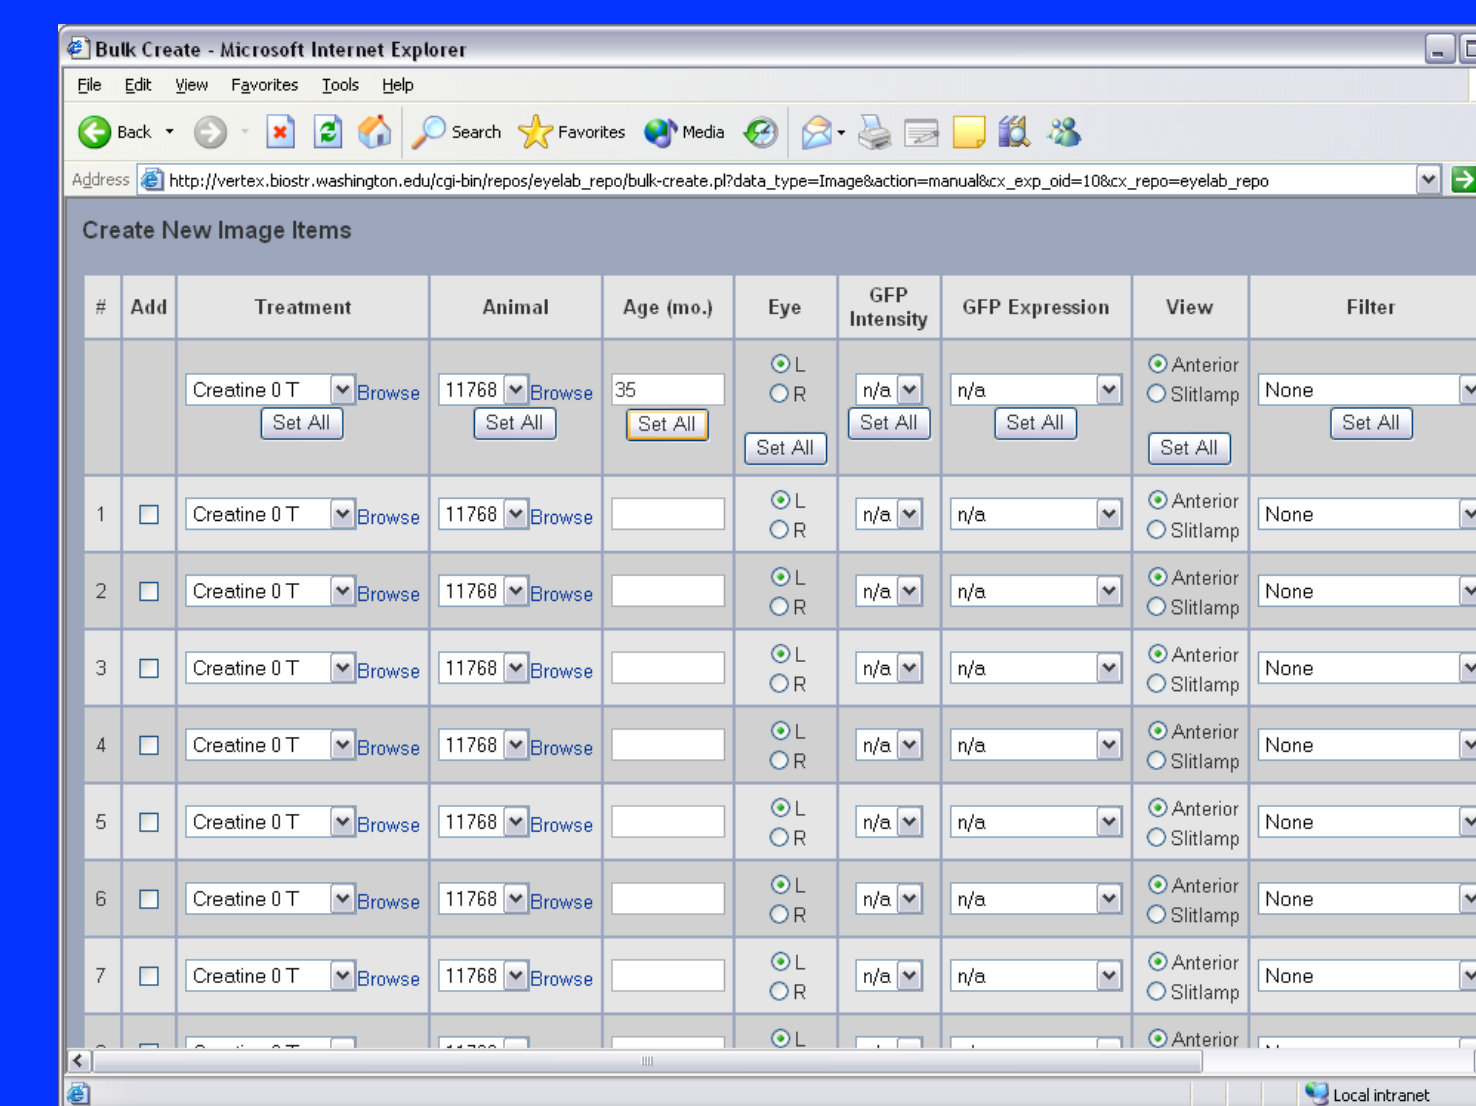 Bulk Create - Microsoft Internet Explorer
File Edit View Favorites Tools Help
Back Search Favorites Media
Address http://vertex.biostr.washington.edu/cgi-bin/repos/eyelab_repo/bulk-create.pl?data_type=Image&action=manual&cx_exp_oid=10&cx_repo=eyelab_repo
Create New Image Items
# Add Treatment Animal Age (mo.) Eye GFP Intensity GFP Expression View Filter
Creatine 0 T Browse 11768 Browse 35 L R n/a n/a Anterior Slitlamp None
Set All Set All Set All Set All Set All Set All Set All Set All
1 Creatine 0 T Browse 11768 Browse L R n/a n/a Anterior Slitlamp None
2 Creatine 0 T Browse 11768 Browse L R n/a n/a Anterior Slitlamp None
3 Creatine 0 T Browse 11768 Browse L R n/a n/a Anterior Slitlamp None
4 Creatine 0 T Browse 11768 Browse L R n/a n/a Anterior Slitlamp None
5 Creatine 0 T Browse 11768 Browse L R n/a n/a Anterior Slitlamp None
6 Creatine 0 T Browse 11768 Browse L R n/a n/a Anterior Slitlamp None
7 Creatine 0 T Browse 11768 Browse L R n/a n/a Anterior Slitlamp None
L Anterior
Local intranet